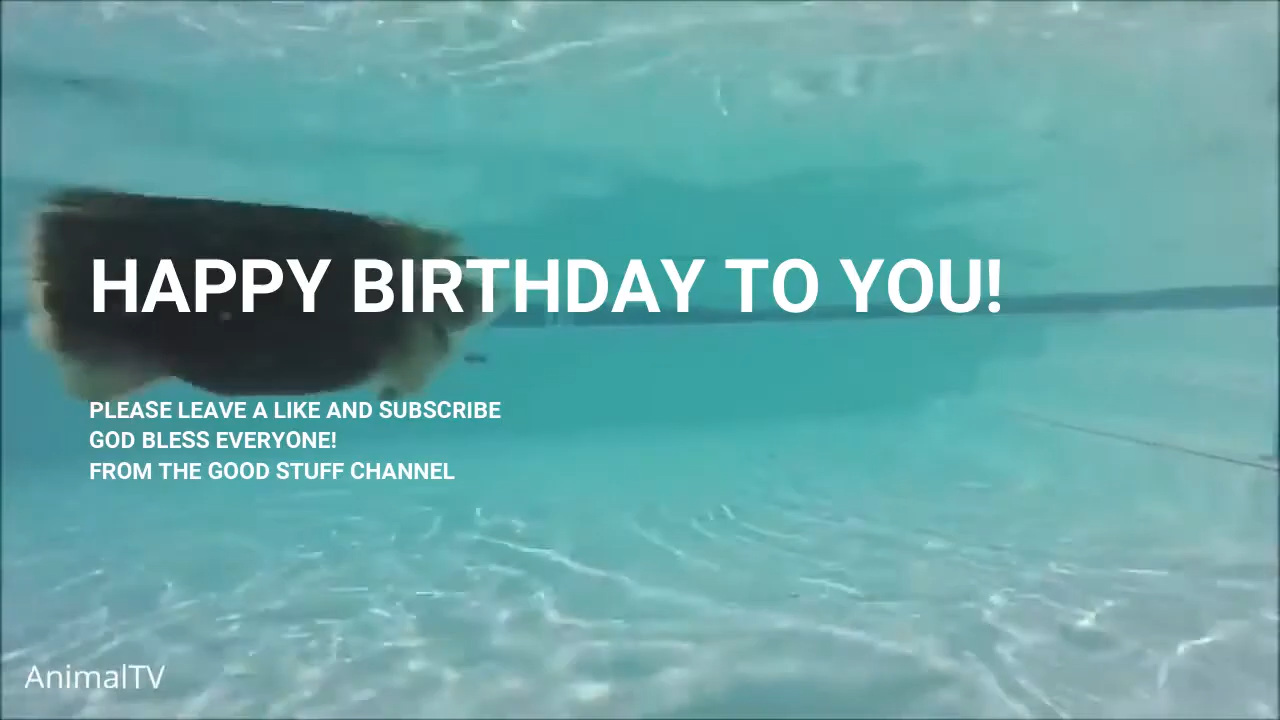 HAPPY BIRTHDAY TO YOU!
PLEASE LEAVE A LIKE AND SUBSCRIBE
GOD BLESS EVERYONE!
FROM THE GOOD STUFF CHANNEL
AnimalTV